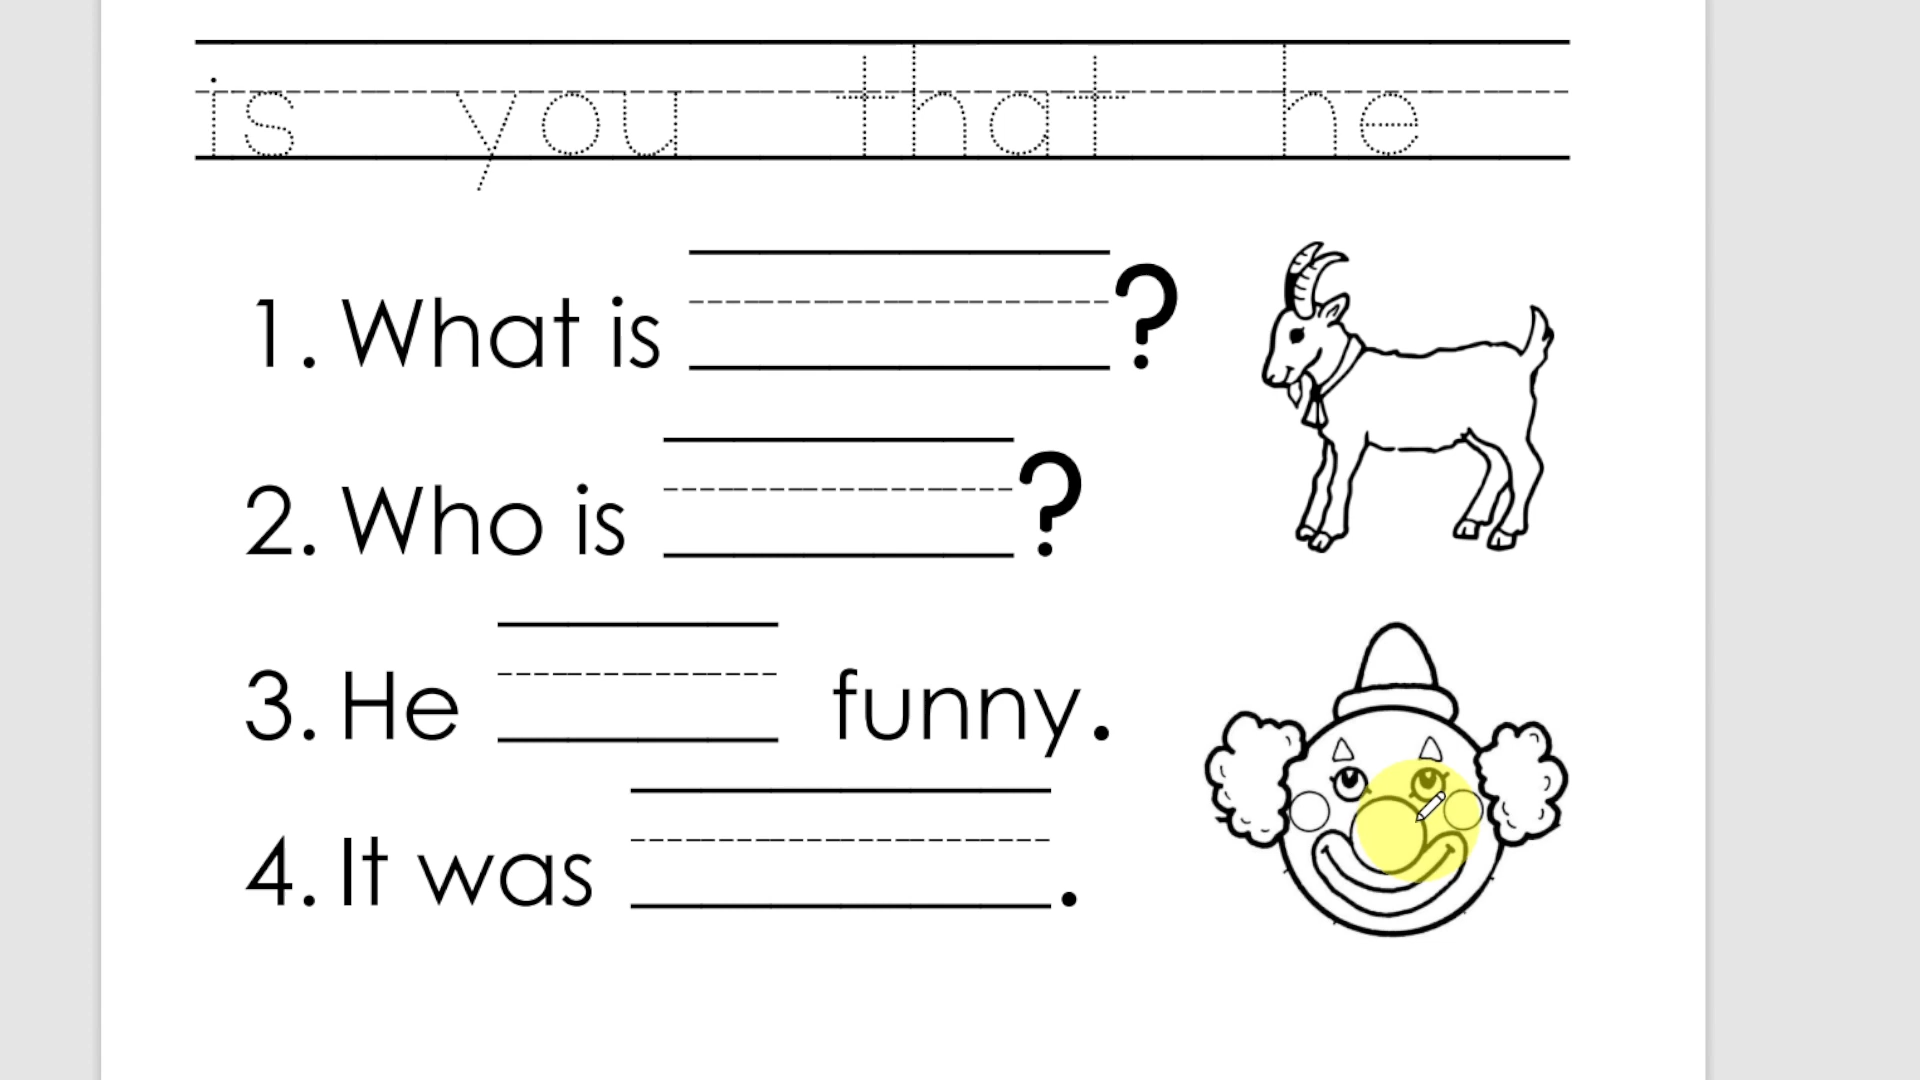 is you that he
1. What is ?
2. Who is ?
3. He funny.
4. It was .